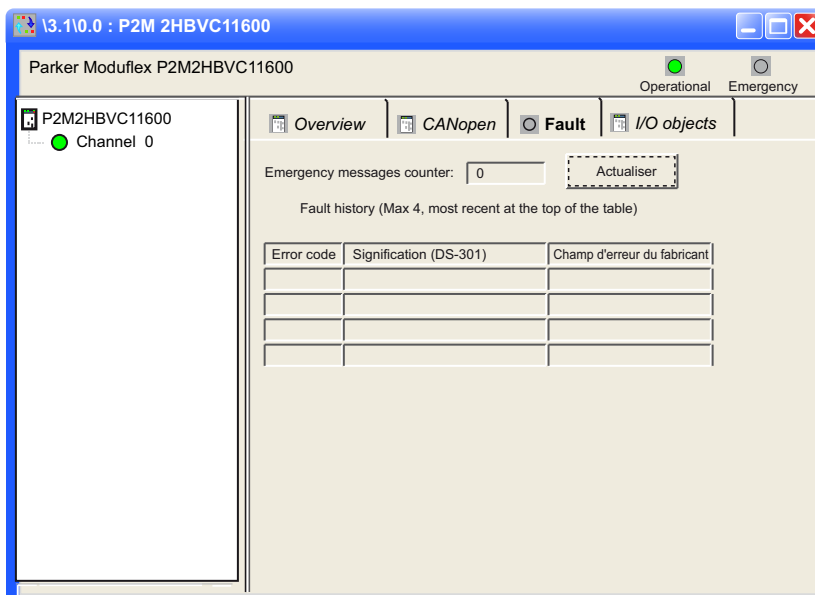 \3.1\0.0 : P2M 2HBVC11600
Parker Moduflex P2M2HBVC11600
Operational Emergency
P2M2HBVC11600
Channel 0
Overview CANopen Fault I/O objects
Emergency messages counter: 0 Actualiser
Fault history (Max 4, most recent at the top of the table)
Error code Signification (DS-301) Champ d'erreur du fabricant